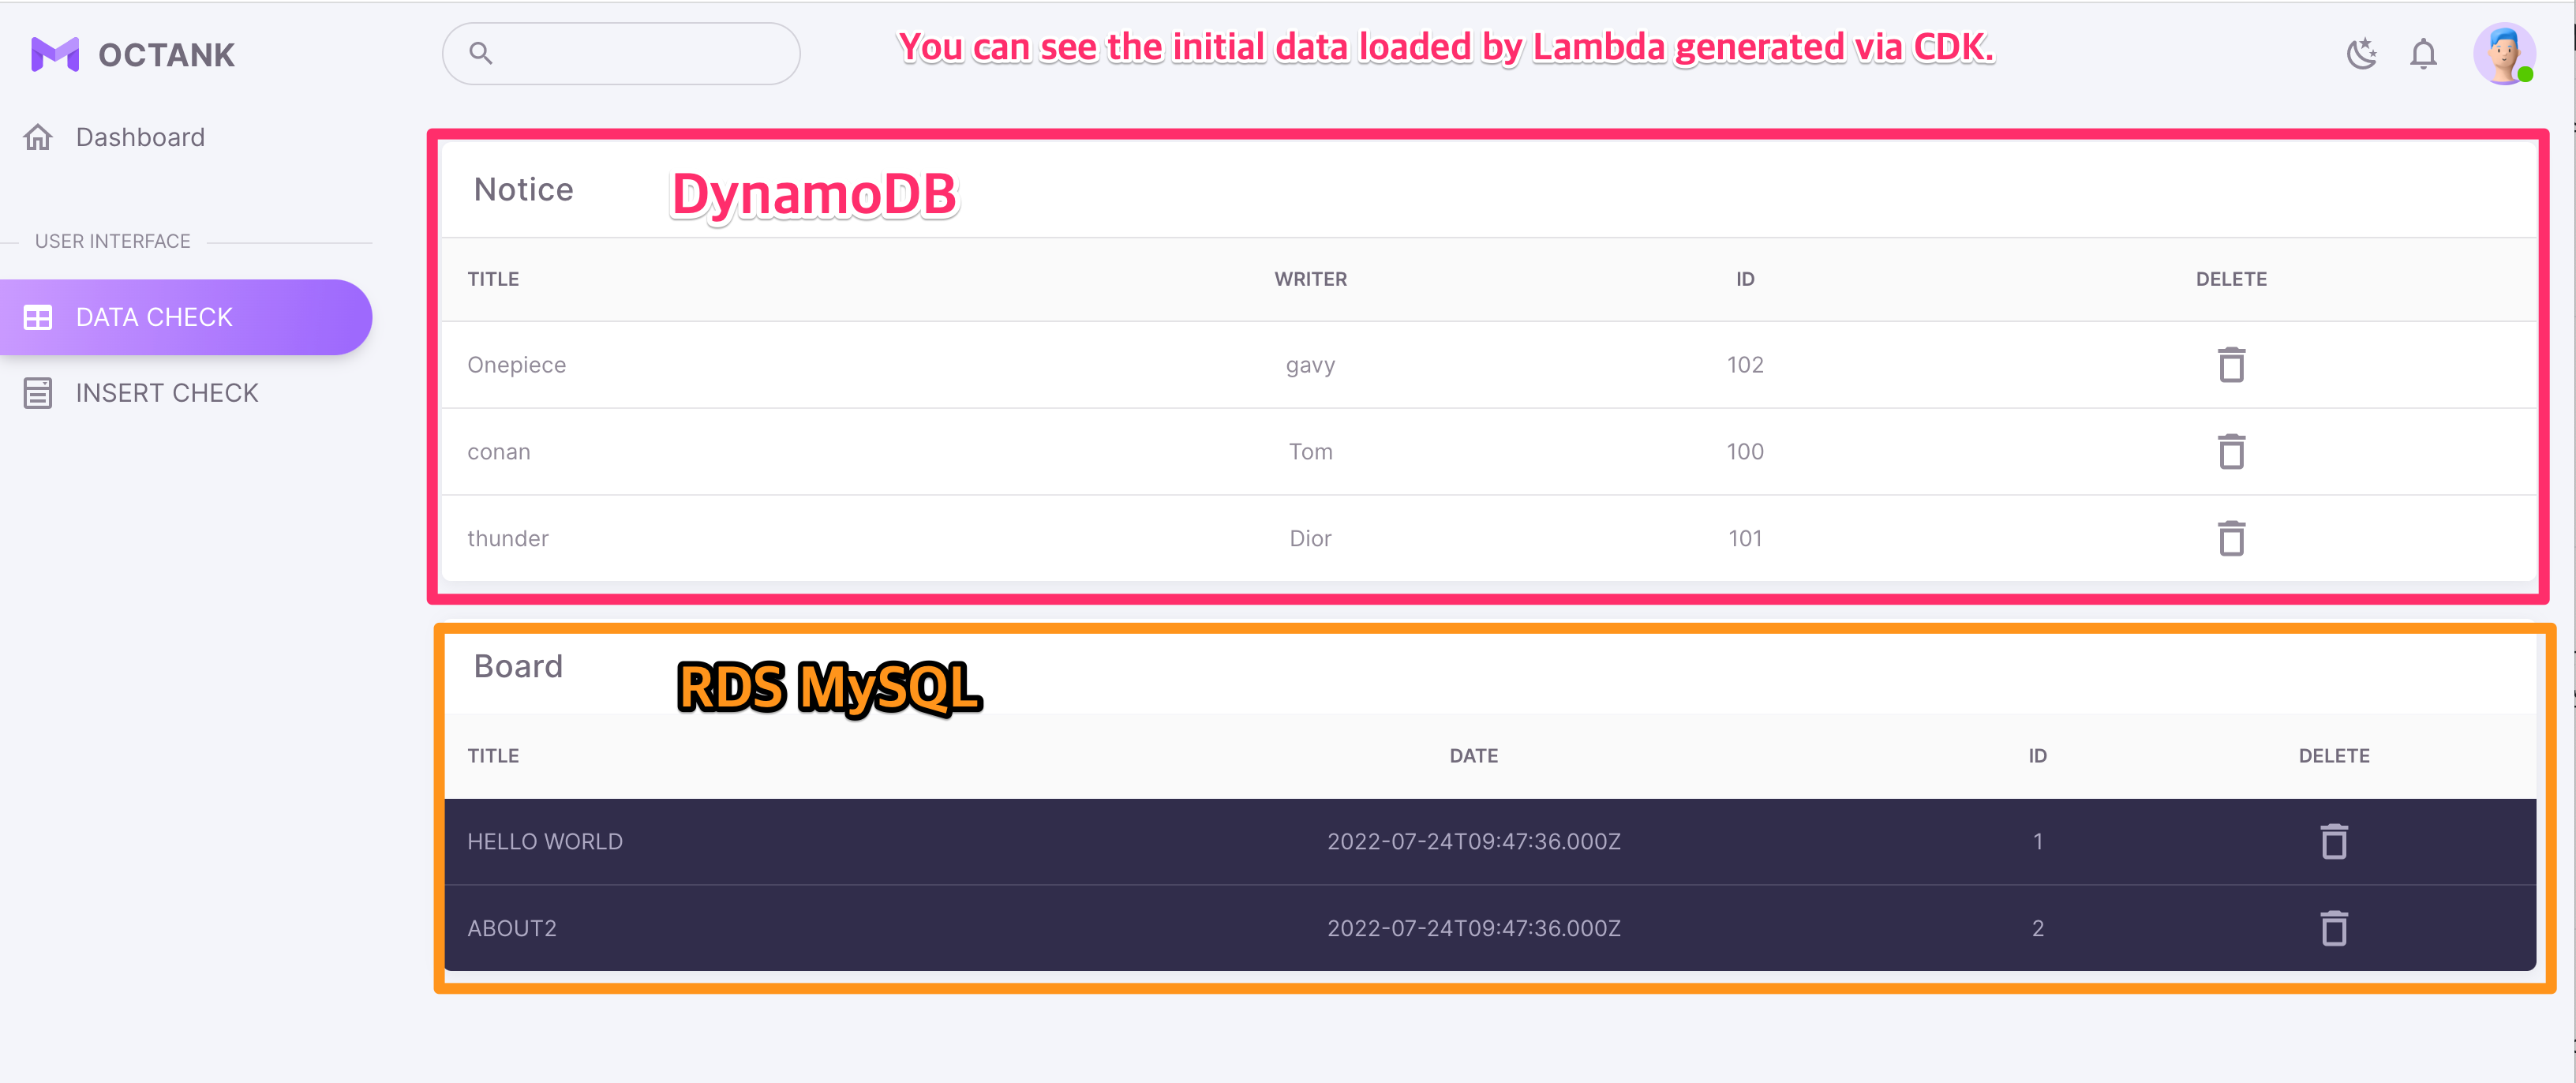 OCTANK
You can see the initial data loaded by Lambda generated via CDK.
Dashboard
USER INTERFACE
DATA CHECK
INSERT CHECK
Notice DynamoDB
TITLE WRITER ID DELETE
Onepiece gavy 102
conan Tom 100
thunder Dior 101
Board RDS MySQL
TITLE DATE ID DELETE
HELLO WORLD 2022-07-24T09:47:36.000Z 1
ABOUT2 2022-07-24T09:47:36.000Z 2